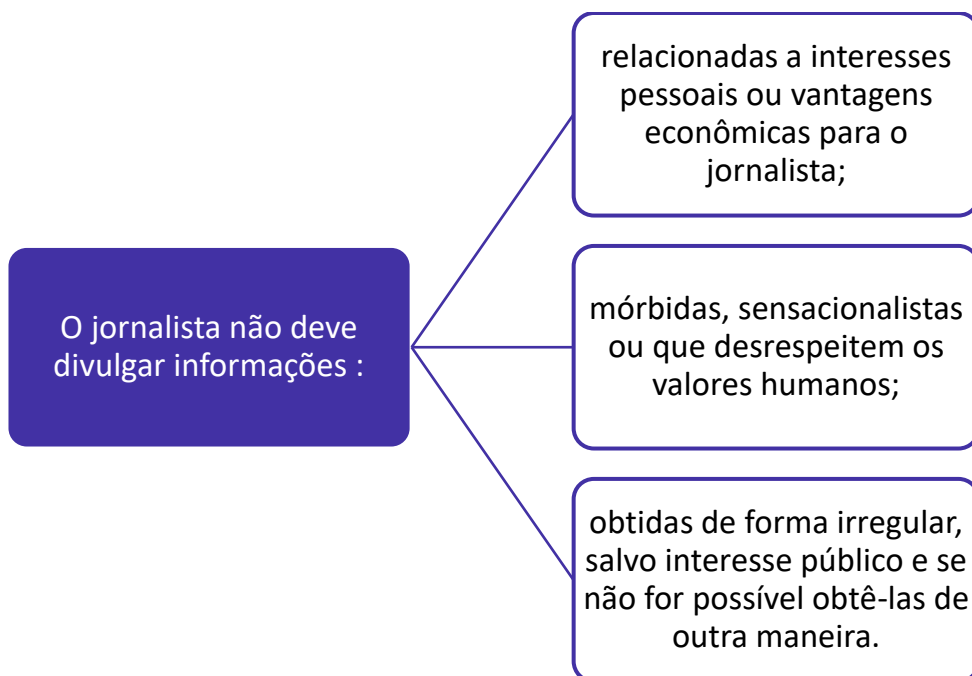 O jornalista não deve
divulgar informações :
relacionadas a interesses
pessoais ou vantagens
econômicas para o
jornalista;
mórbidas, sensacionalistas
ou que desrespeitem os
valores humanos;
obtidas de forma irregular,
salvo interesse público e se
não for possível obtê-las de
outra maneira.